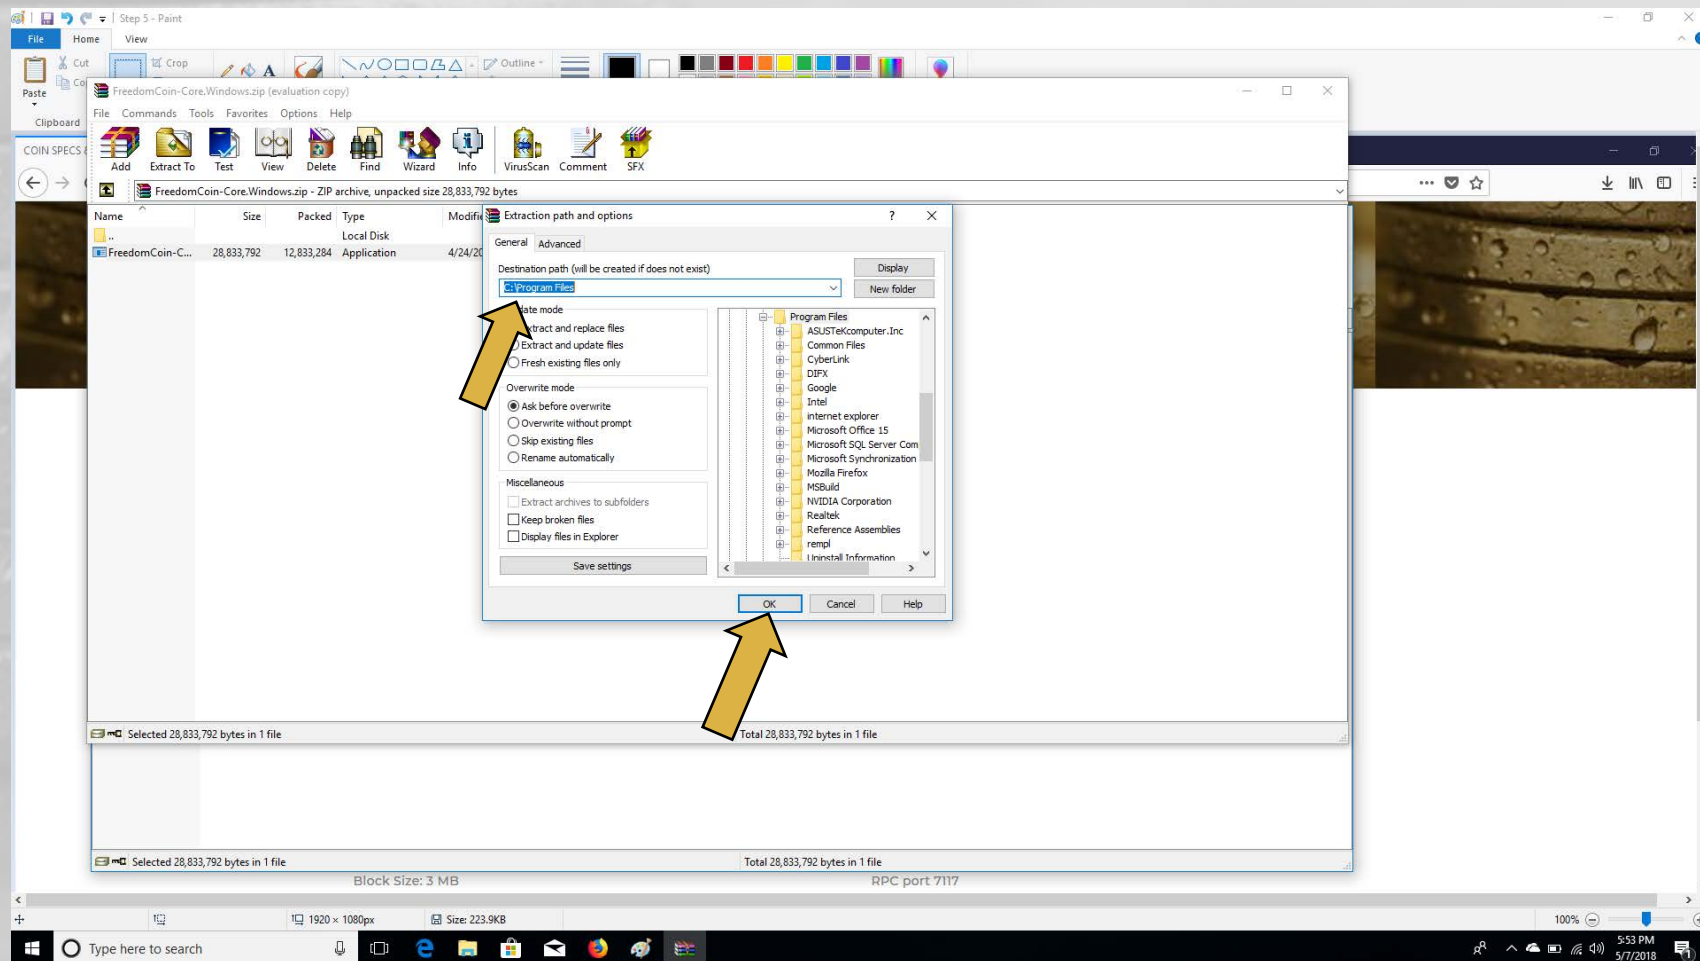 Step 5 - Paint
File Home View
Cut
Crop
Outline
Paste
Clipboard
FreedomCoin-Core.Windows.zip (evaluation copy)
File Commands Tools Favorites Options Help
Add Extract To Test View Delete Find Wizard Info VirusScan Comment SFX
COIN SPECS
FreedomCoin-Core.Windows.zip - ZIP archive, unpacked size 28,833,792 bytes
Name Size Packed Type
..
Local Disk
FreedomCoin-C... 28,833,792 12,833,284 Application
Extraction path and options
General Advanced
Destination path (will be created if does not exist)
Display
C:\Program Files
New folder
mode
Extract and update files
Fresh existing files only
Overwrite mode
Ask before overwrite
Overwrite without prompt
Skip existing files
Rename automatically
Miscellaneous
Extract archives to subfolders
Keep broken files
Display files in Explorer
Save settings
Program Files
ASUSTeKcomputer.Inc
Common Files
CyberLink
DIFX
Google
Intel
internet explorer
Microsoft Office 15
Microsoft SQL Server Com
Microsoft Synchronization
Mozilla Firefox
MSBuild
NVIDIA Corporation
Realtek
Reference Assemblies
rempl
Uninstall Information
OK Cancel Help
Selected 28,833,792 bytes in 1 file
Total 28,833,792 bytes in 1 file
Selected 28,833,792 bytes in 1 file
Total 28,833,792 bytes in 1 file
Block Size: 3 MB
RPC port 7117
1920 × 1080px
Size: 223.9KB
100%
Type here to search
5:53 PM
5/7/2018